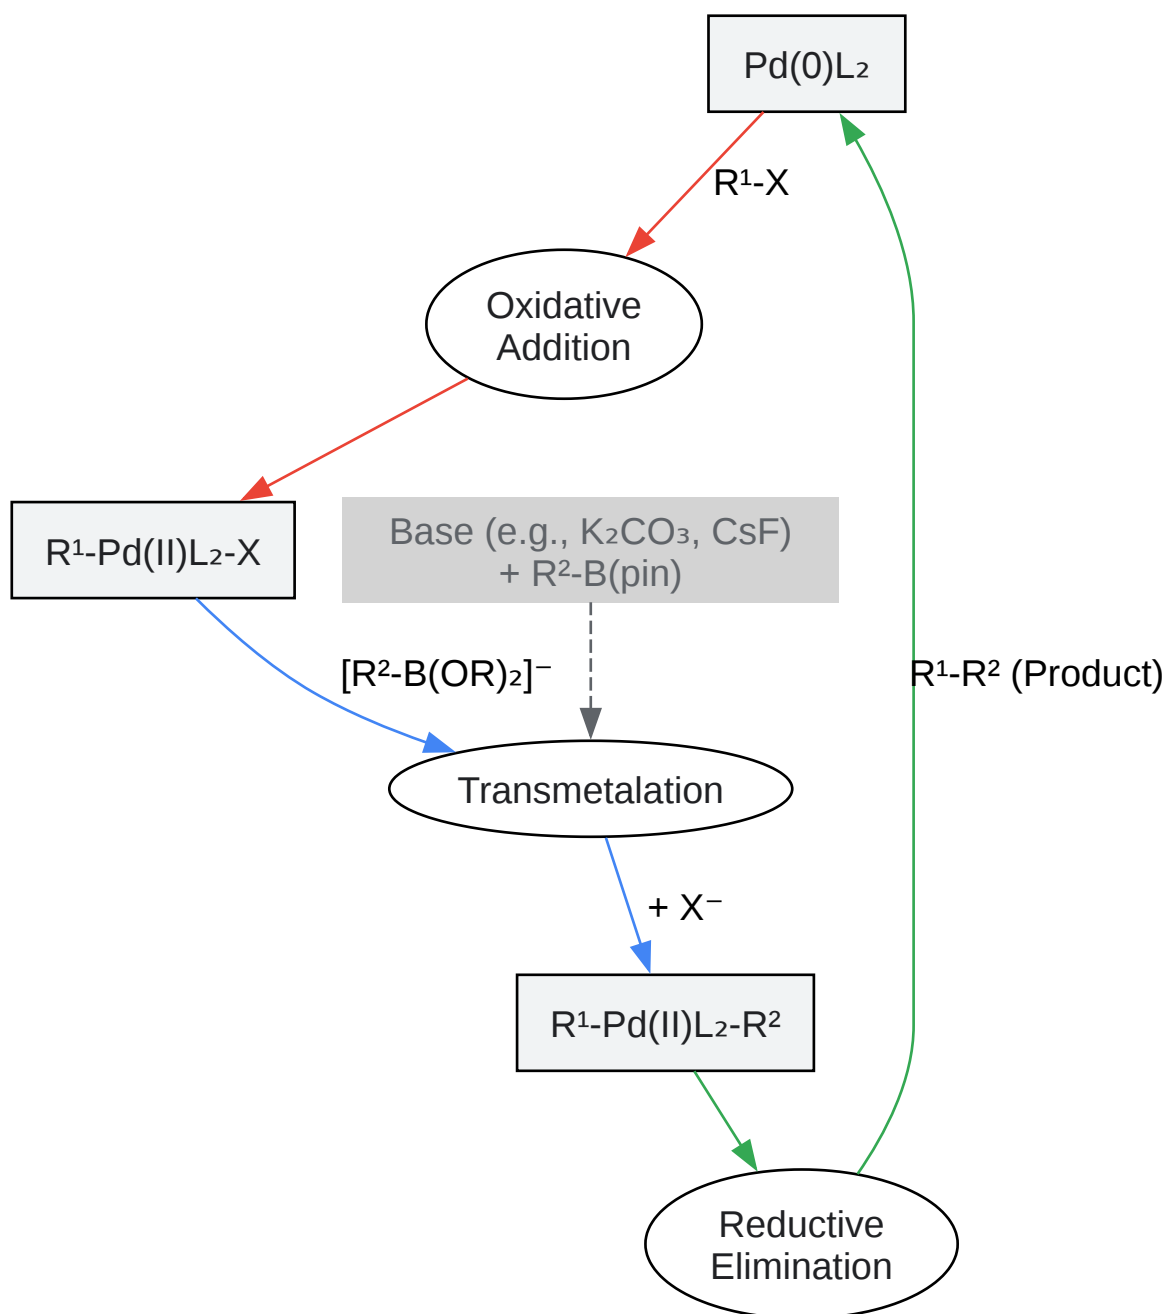 Pd(0)L₂
R¹-X
Oxidative
Addition
R¹-Pd(II)L₂-X
Base (e.g., K₂CO₃, CsF)
+ R²-B(pin)
[R²-B(OR)₂]⁻
R¹-R² (Product)
Transmetalation
+ X⁻
R¹-Pd(II)L₂-R²
Reductive
Elimination